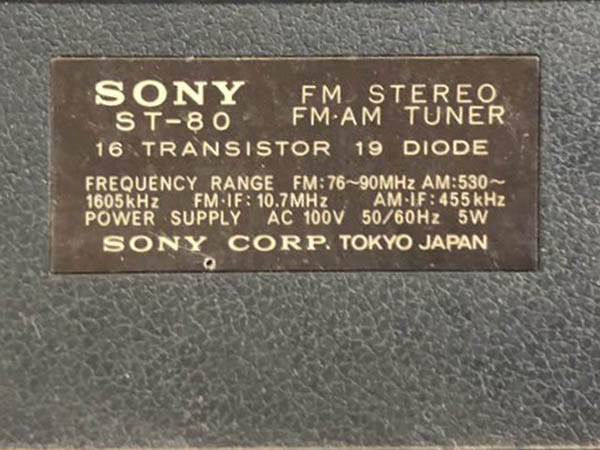 SONY FM STEREO
ST-80 FM·AM TUNER
16 TRANSISTOR 19 DIODE
FREQUENCY RANGE FM:76~90MHz AM:530~
1605kHz FM·IF:10.7MHz AM·IF:455kHz
POWER SUPPLY AC 100V 50/60Hz 5W
SONY CORP. TOKYO JAPAN